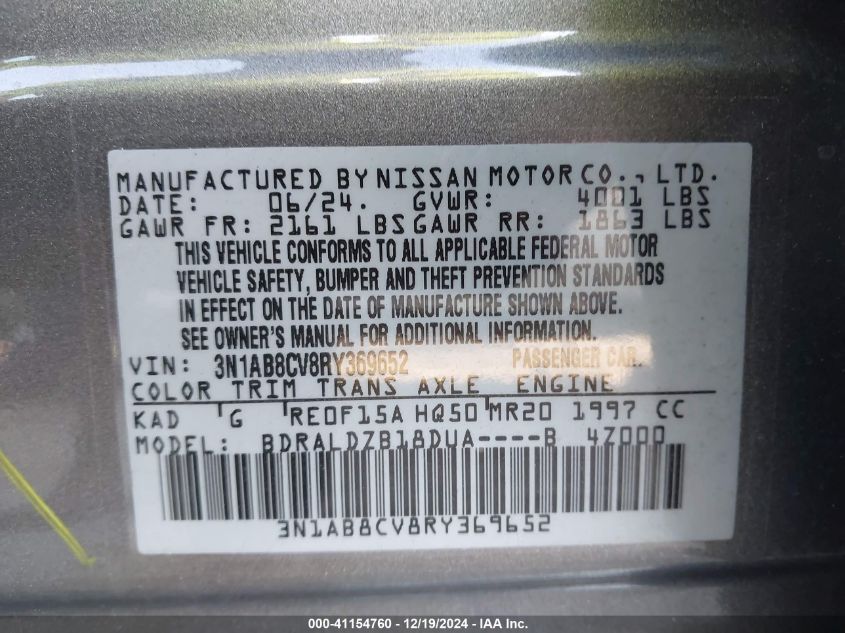 MANUFACTURED BY NISSAN MOTOR CO., LTD.
DATE: 06/24. GVWR: 4001 LBS
GAWR FR: 2161 LBS GAWR RR: 1863 LBS
THIS VEHICLE CONFORMS TO ALL APPLICABLE FEDERAL MOTOR
VEHICLE SAFETY, BUMPER AND THEFT PREVENTION STANDARDS
IN EFFECT ON THE DATE OF MANUFACTURE SHOWN ABOVE.
SEE OWNER'S MANUAL FOR ADDITIONAL INFORMATION.
VIN: 3N1AB8CV8RY369652 PASSENGER CAR.
COLOR TRIM TRANS AXLE ENGINE
KAD G RE0F15A HQ50 MR20 1997 CC
MODEL: BDRALDZB18DUA----B 4Z000
3N1AB8CV8RY369652
000-41154760 - 12/19/2024 - IAA Inc.